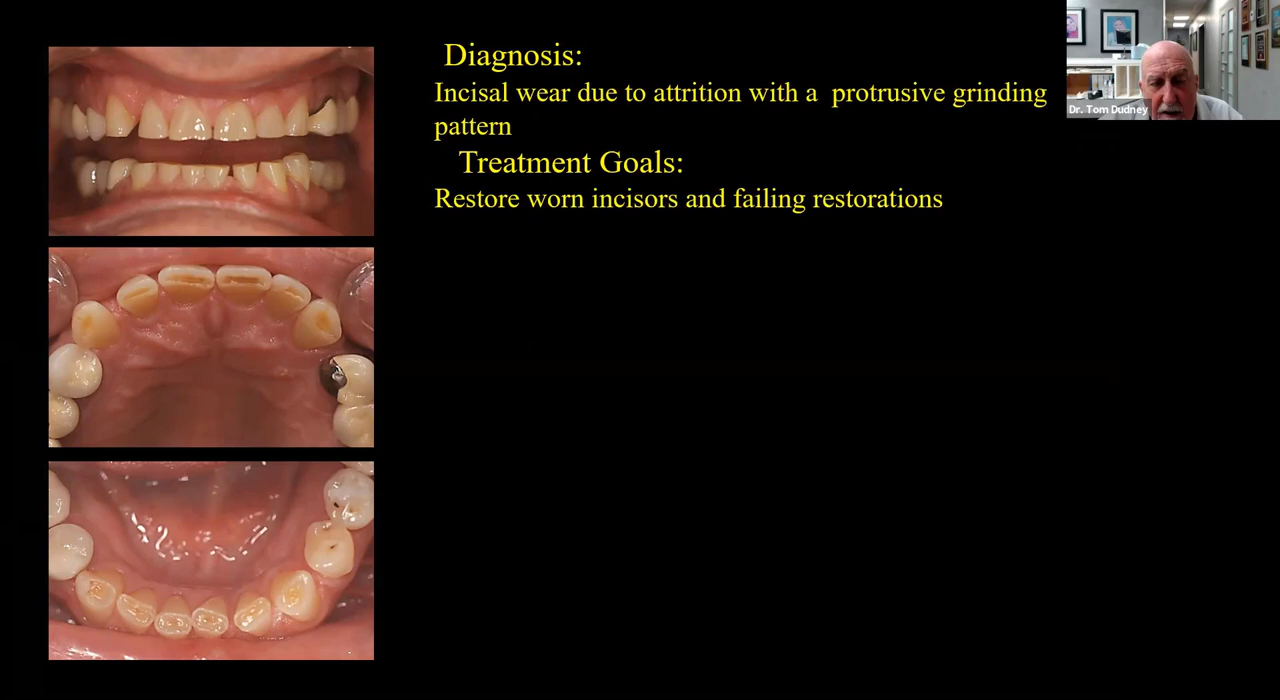 Diagnosis:
Incisal wear due to attrition with a  protrusive grinding
pattern
Treatment Goals:
Restore worn incisors and failing restorations
Dr. Tom Dudney